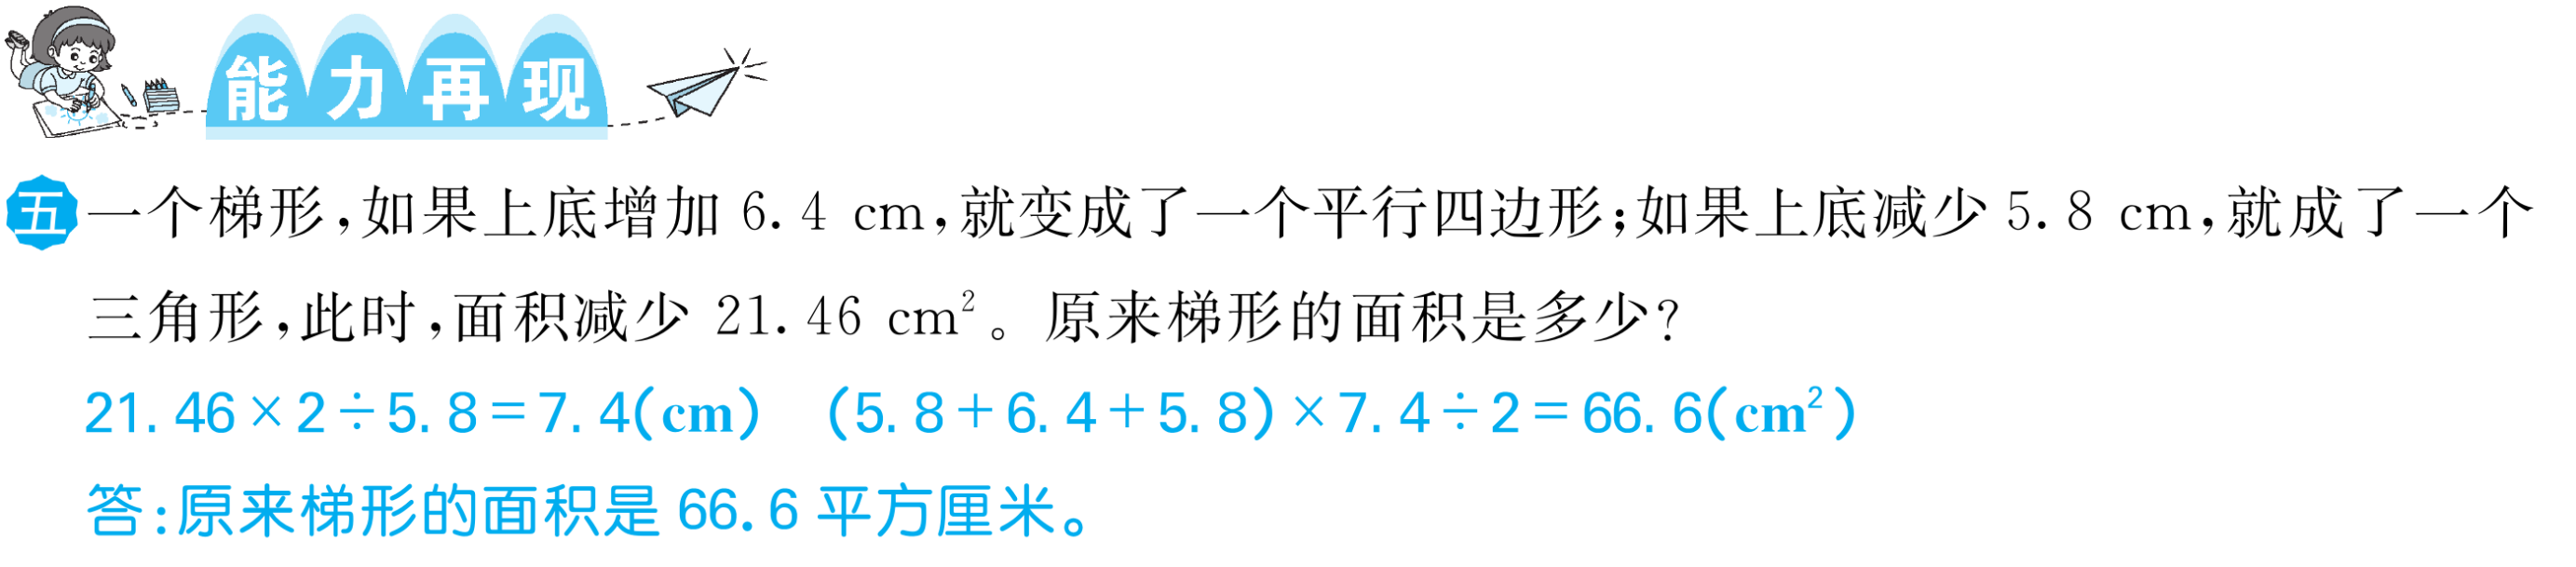 能力再现
五 一个梯形,如果上底增加 6.4 cm,就变成了一个平行四边形;如果上底减少 5.8 cm,就成了一个
三角形,此时,面积减少 21.46 cm²。原来梯形的面积是多少?
21.46×2÷5.8=7.4(cm) (5.8+6.4+5.8)×7.4÷2=66.6(cm²)
答:原来梯形的面积是 66.6 平方厘米。